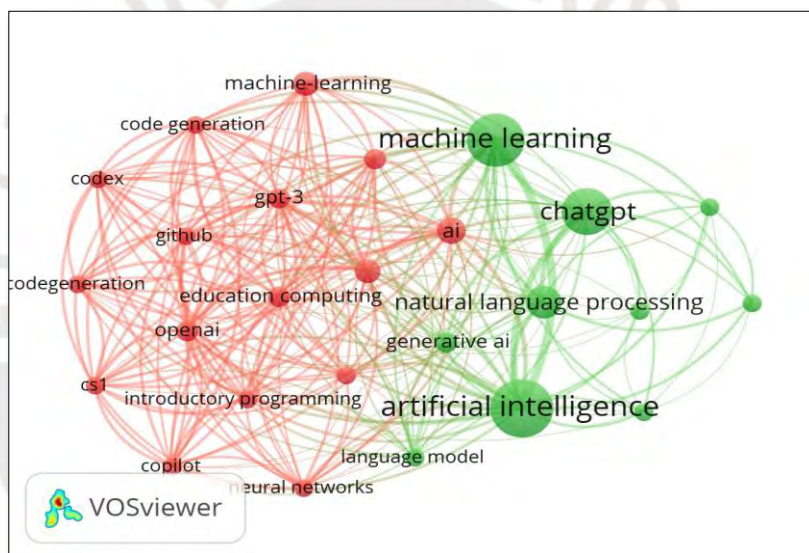 machine-learning
code generation
machine learning
codex
gpt-3
chatgpt
github
ai
codegeneration
education computing
natural language processing
openai
generative ai
cs1
introductory programming
artificial intelligence
copilot
language model
neural networks
VOSviewer